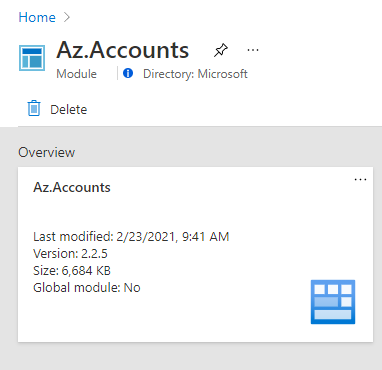 Home
Az.Accounts
Module
Directory: Microsoft
Delete
Overview
Az.Accounts
Last modified: 2/23/2021, 9:41 AM
Version: 2.2.5
Size: 6,684 KB
Global module: No